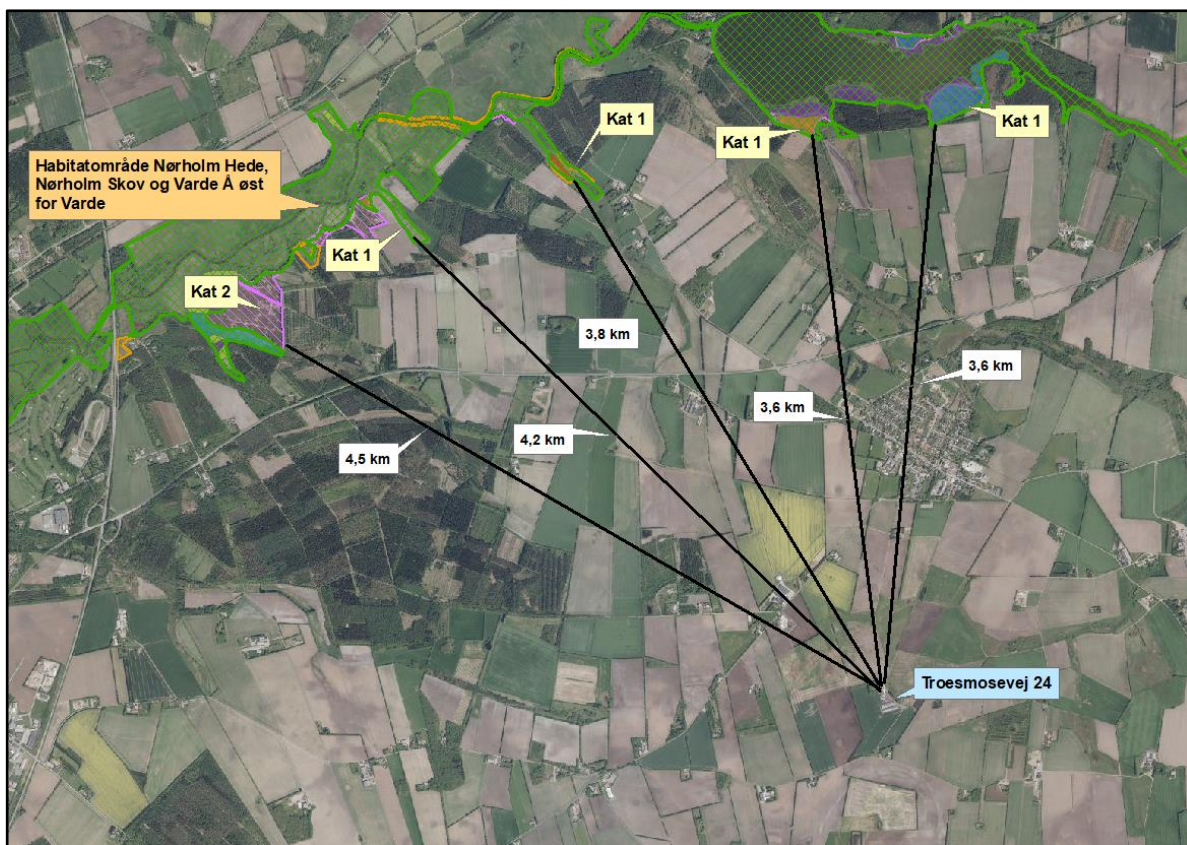 Kat 1
Kat 1
Kat 1
Habitatområde Nørholm Hede,
Nørholm Skov og Varde Å øst
for Varde
Kat 1
Kat 2
3,8 km
3,6 km
3,6 km
4,2 km
4,5 km
Troesmosevej 24